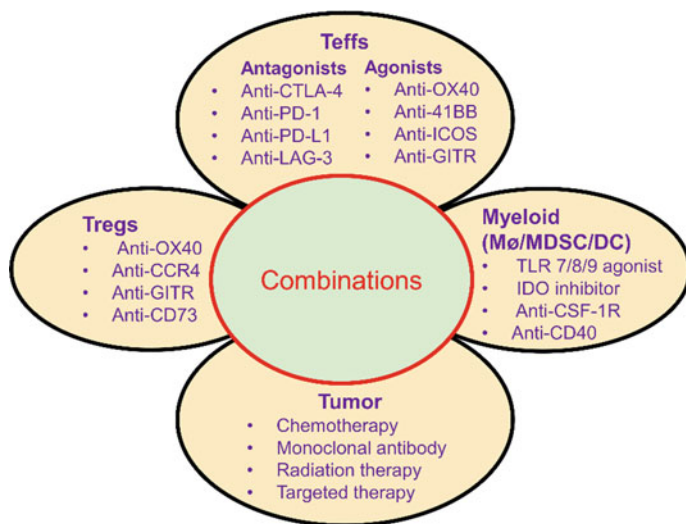 Teffs
Antagonists
• Anti-CTLA-4
• Anti-PD-1
• Anti-PD-L1
• Anti-LAG-3
Agonists
• Anti-OX40
• Anti-41BB
• Anti-ICOS
• Anti-GITR
Tregs
• Anti-OX40
• Anti-CCR4
• Anti-GITR
• Anti-CD73
Combinations
Myeloid
(Mø/MDSC/DC)
• TLR 7/8/9 agonist
• IDO inhibitor
• Anti-CSF-1R
• Anti-CD40
Tumor
• Chemotherapy
• Monoclonal antibody
• Radiation therapy
• Targeted therapy